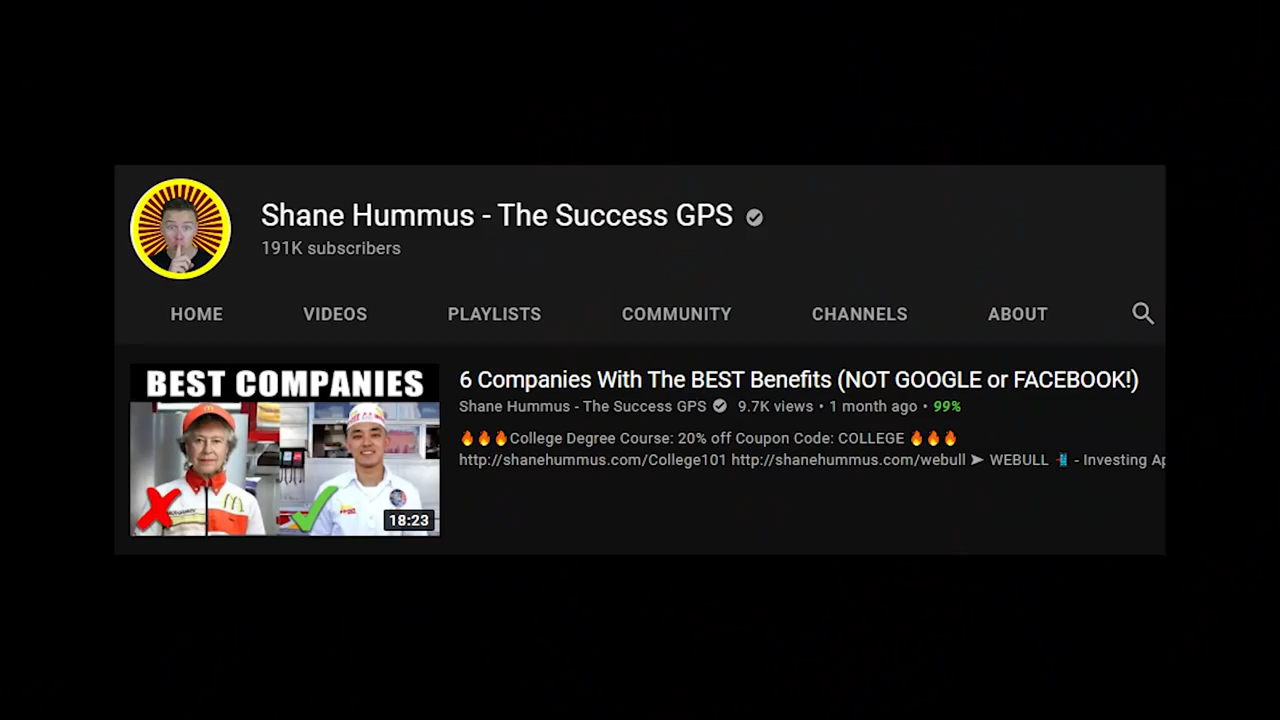 Shane Hummus - The Success GPS
191K subscribers
HOME VIDEOS PLAYLISTS COMMUNITY CHANNELS ABOUT
BEST COMPANIES
18:23
6 Companies With The BEST Benefits (NOT GOOGLE or FACEBOOK!)
Shane Hummus - The Success GPS 9.7K views • 1 month ago • 99%
🔥🔥🔥College Degree Course: 20% off Coupon Code: COLLEGE 🔥🔥🔥
http://shanehummus.com/College101 http://shanehummus.com/webull ➤ WEBULL - Investing Ap